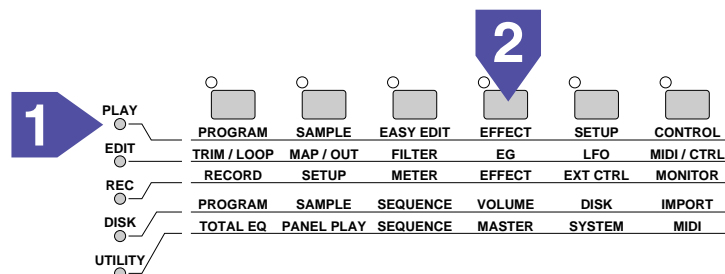 2
1
PLAY
PROGRAM SAMPLE EASY EDIT EFFECT SETUP CONTROL
EDIT
TRIM / LOOP MAP / OUT FILTER EG LFO MIDI / CTRL
REC
RECORD SETUP METER EFFECT EXT CTRL MONITOR
DISK
PROGRAM SAMPLE SEQUENCE VOLUME DISK IMPORT
UTILITY
TOTAL EQ PANEL PLAY SEQUENCE MASTER SYSTEM MIDI